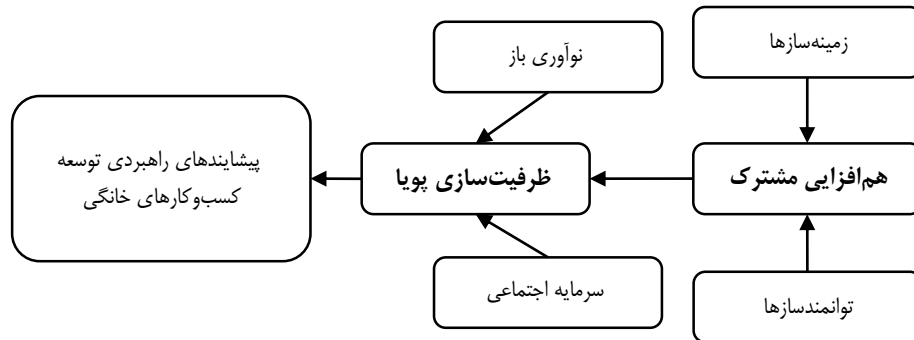 زمینه‌سازها
نوآوری باز
هم‌افزایی مشترک
ظرفیت‌سازی پویا
پیشایندهای راهبردی توسعه
کسب‌وکارهای خانگی
توانمندسازها
سرمایه اجتماعی